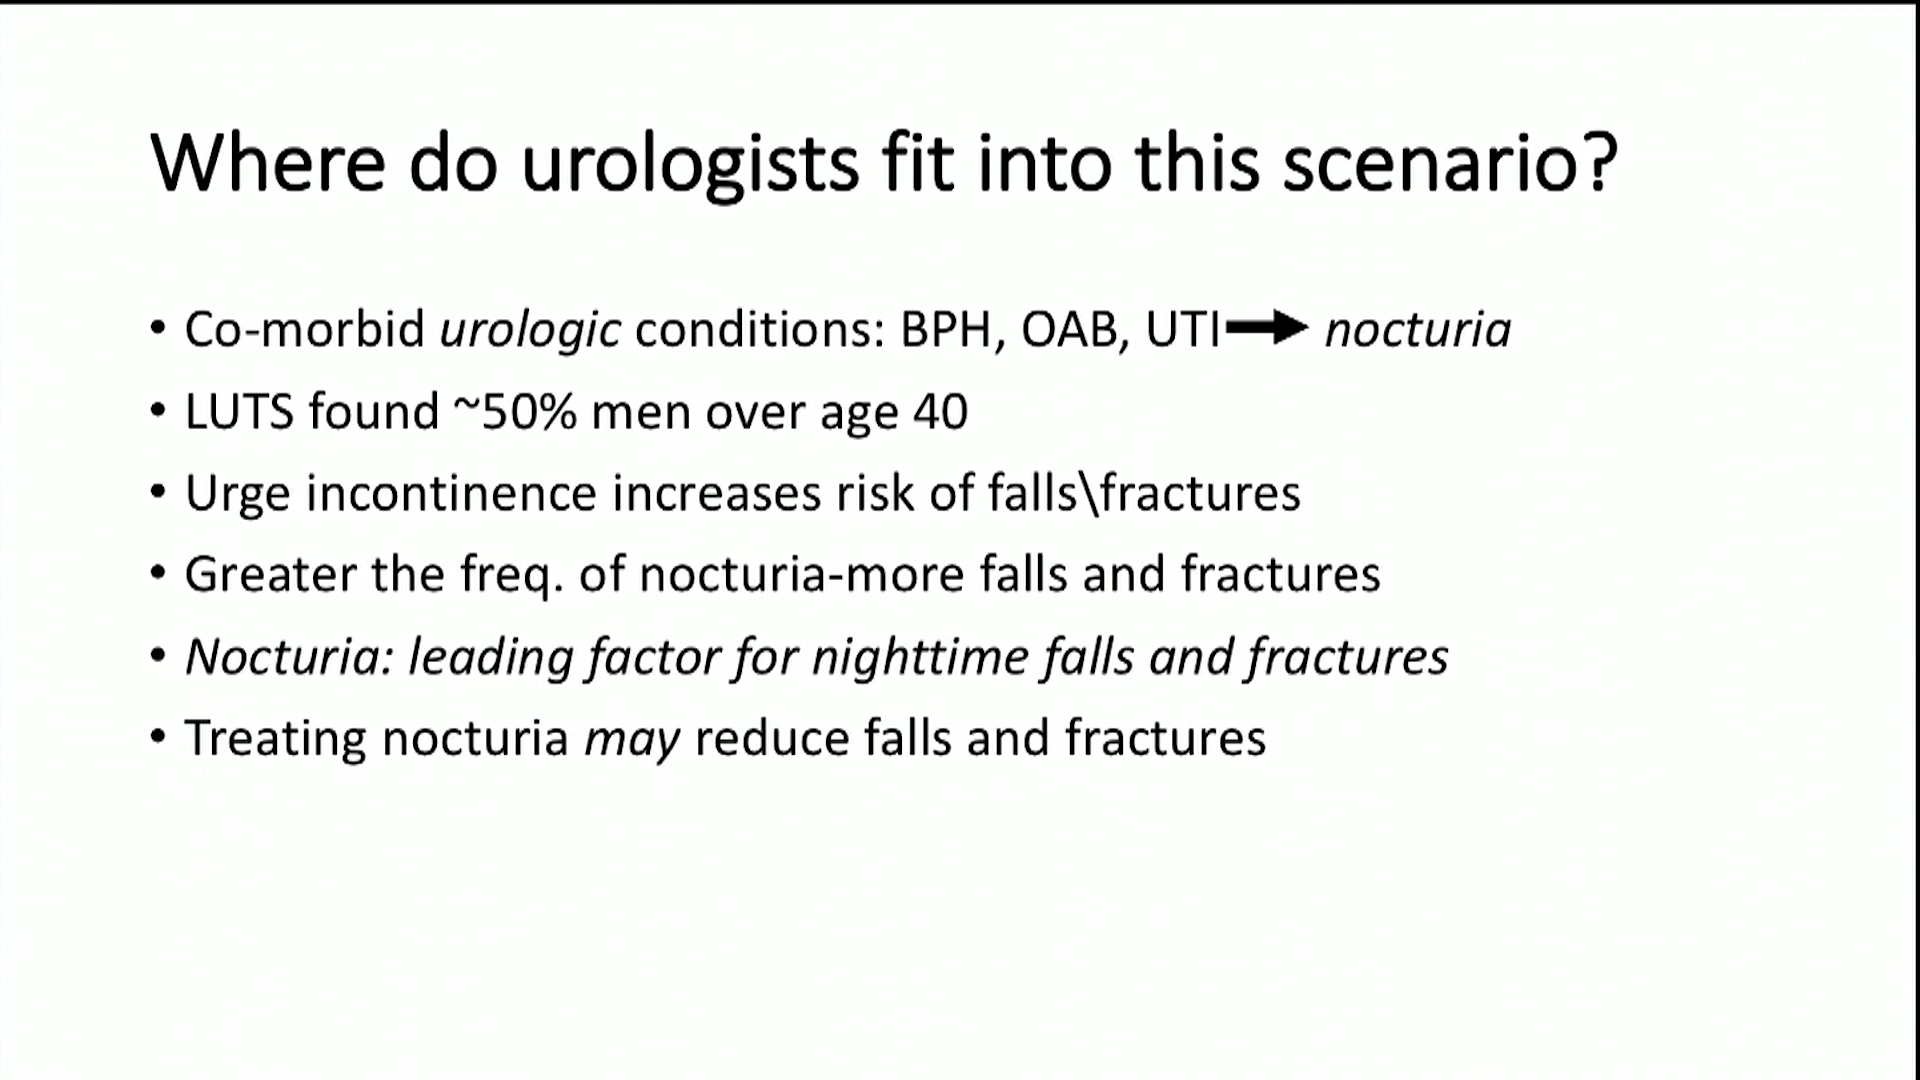 Where do urologists fit into this scenario?
• Co-morbid urologic conditions: BPH, OAB, UTI➡ nocturia
• LUTS found ~50% men over age 40
• Urge incontinence increases risk of falls\fractures
• Greater the freq. of nocturia-more falls and fractures
• Nocturia: leading factor for nighttime falls and fractures
• Treating nocturia may reduce falls and fractures